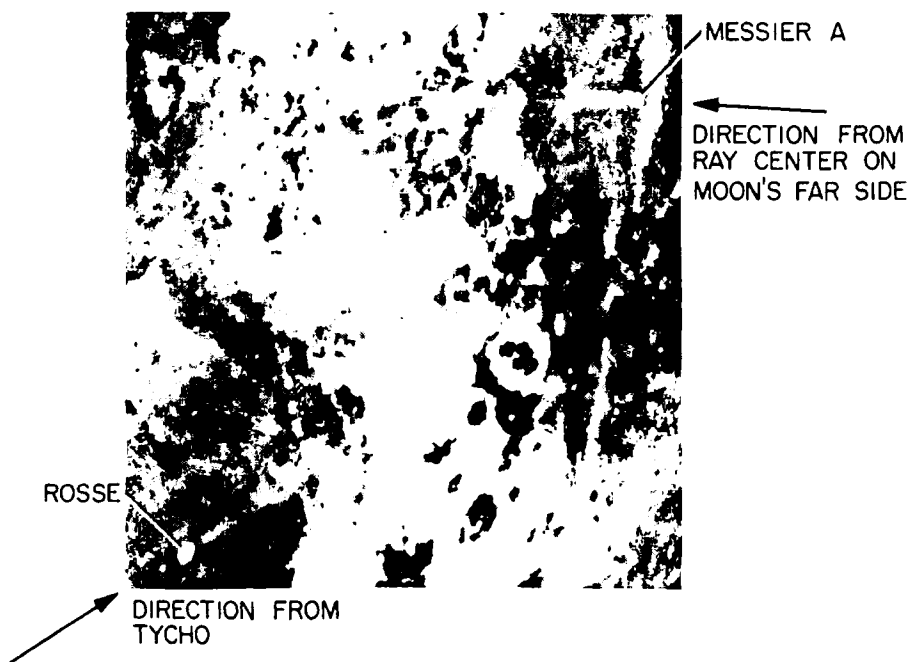 MESSIER A
DIRECTION FROM
RAY CENTER ON
MOON'S FAR SIDE
ROSSE
DIRECTION FROM
TYCHO